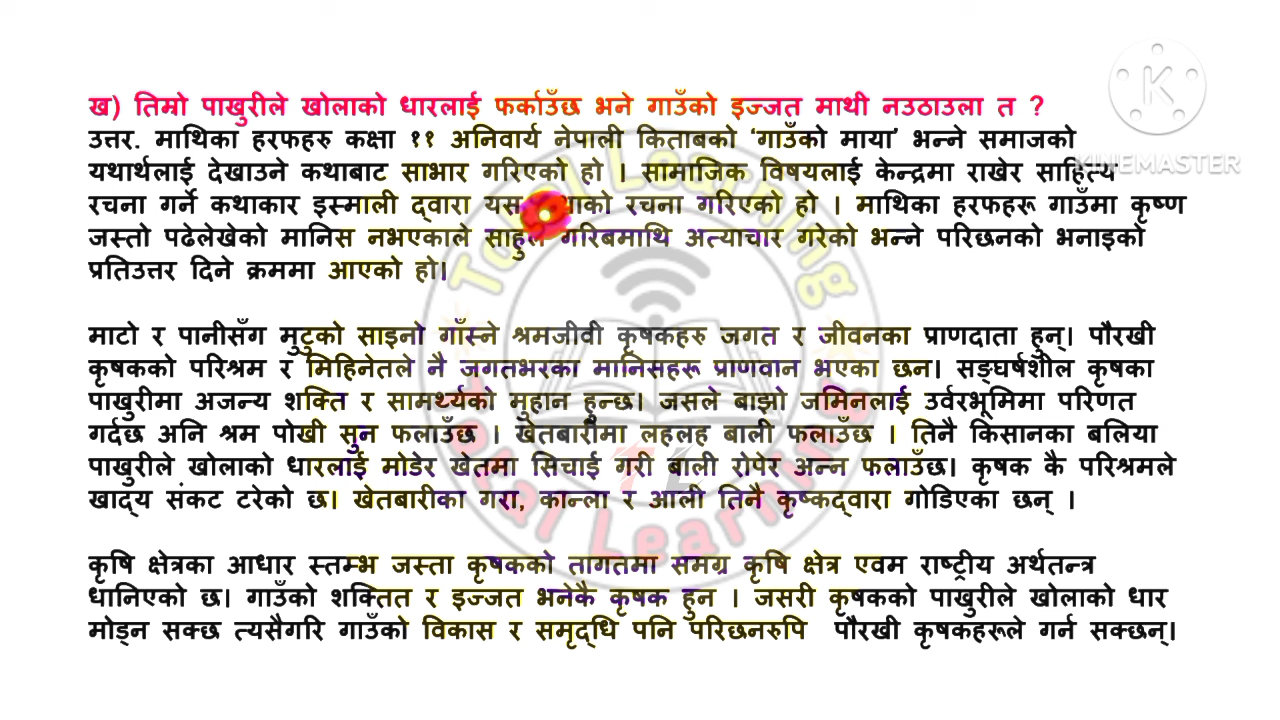 ख) तिम्रो पाखुरीले खोलाको धारलाई फर्काउँछ भने गाउँको इज्जत माथी नउठाउला त ?
उत्तर. माथिका हरफहरु कक्षा ११ अनिवार्य नेपाली किताबको ‘गाउँको माया’ भन्ने समाजको
यथार्थलाई देखाउने कथाबाट साभार गरिएको हो । सामाजिक विषयलाई केन्द्रमा राखेर साहित्य
रचना गर्ने कथाकार इस्माली द्वारा यस रचना गरिएको हो । माथिका हरफहरू गाउँमा कृष्ण
जस्तो पढेलेखेको मानिस नभएकाले साहुले गरिबमाथि अत्याचार गरेको भन्ने परिछनको भनाइको
प्रतिउत्तर दिने क्रममा आएको हो।
माटो र पानीसँग मुटुको साइनो गाँस्ने श्रमजीवी कृषकहरु जगत र जीवनका प्राणदाता हुन्। पौरखी
कृषकको परिश्रम र मिहिनेतले नै जगतभरका मानिसहरू प्राणवान भएका छन। सङ्घर्षशील कृषका
पाखुरीमा अजन्य शक्ति र सामर्थ्यको मुहान हुन्छ। जसले बाझो जमिनलाई उर्वरभूमिमा परिणत
गर्दछ अनि श्रम पोखी सुन फलाउँछ । खेतबारीमा लहलह बाली फलाउँछ । तिनै किसानका बलिया
पाखुरीले खोलाको धारलाई मोडेर खेतमा सिचाई गरी बाली रोपेर अन्न फलाउँछ। कृषक कै परिश्रमले
खाद्य संकट टरेको छ। खेतबारीका गरा, कान्ला र आली तिनै कृष्कद्वारा गोडिएका छन् ।
कृषि क्षेत्रका आधार स्तम्भ जस्ता कृषकको तागतमा समग्र कृषि क्षेत्र एवम राष्ट्रीय अर्थतन्त्र
धानिएको छ। गाउँको शक्तित र इज्जत भनेकै कृषक हुन । जसरी कृषकको पाखुरीले खोलाको धार
मोड्न सक्छ त्यसैगरि गाउँको विकास र समृद्धि पनि परिछनरुपि पौरखी कृषकहरूले गर्न सक्छन्।
K
KINEMASTER
Total Learning
Total Learning